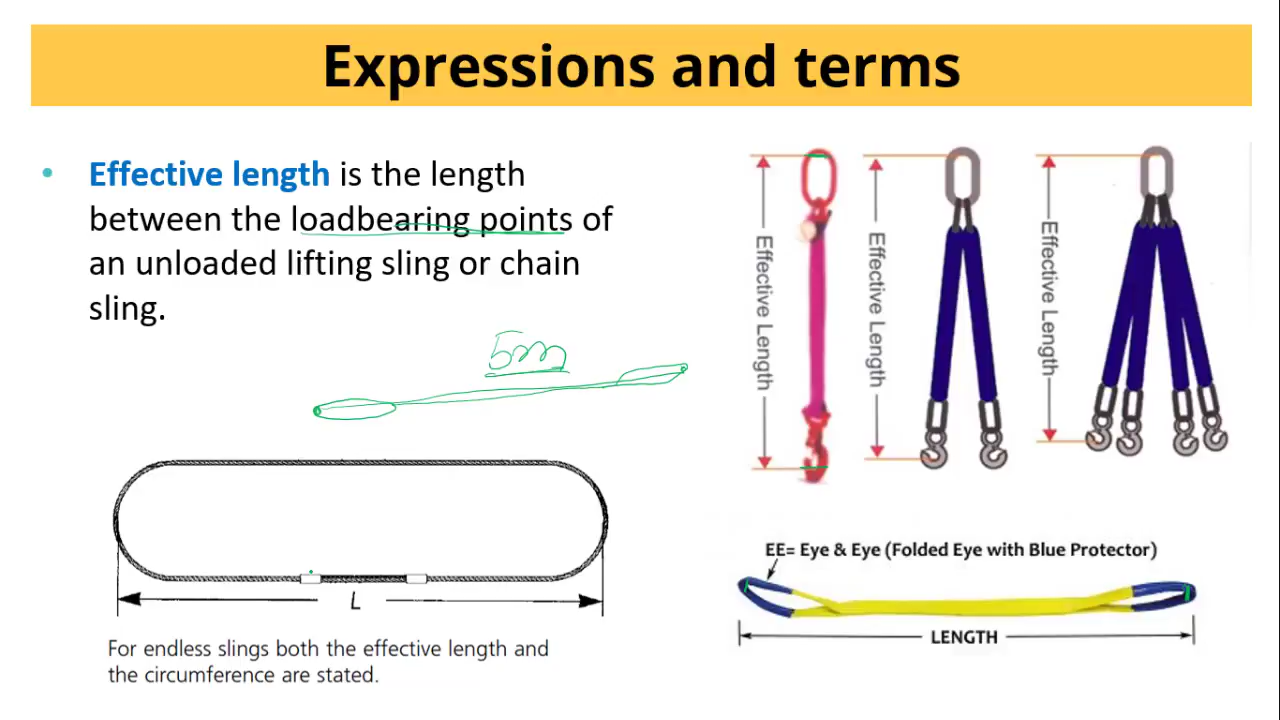 Expressions and terms
• Effective length is the length
between the loadbearing points of
an unloaded lifting sling or chain
sling.
5m
L
For endless slings both the effective length and
the circumference are stated.
Effective Length
Effective Length
Effective Length
EE= Eye & Eye (Folded Eye with Blue Protector)
LENGTH